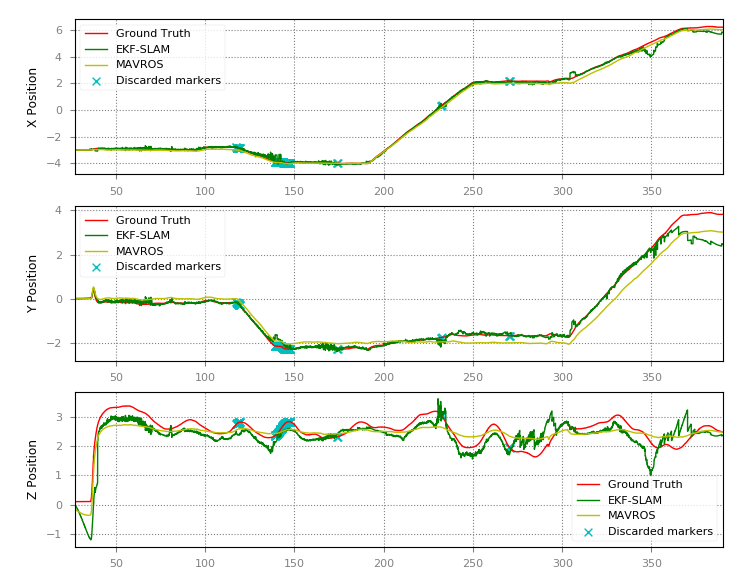 Ground Truth
EKF-SLAM
MAVROS
Discarded markers
X Position
6
4
2
0
−2
−4
50
100
150
200
250
300
350
Ground Truth
EKF-SLAM
MAVROS
Discarded markers
Y Position
4
2
0
−2
50
100
150
200
250
300
350
Z Position
3
2
1
0
−1
Ground Truth
EKF-SLAM
MAVROS
Discarded markers
50
100
150
200
250
300
350